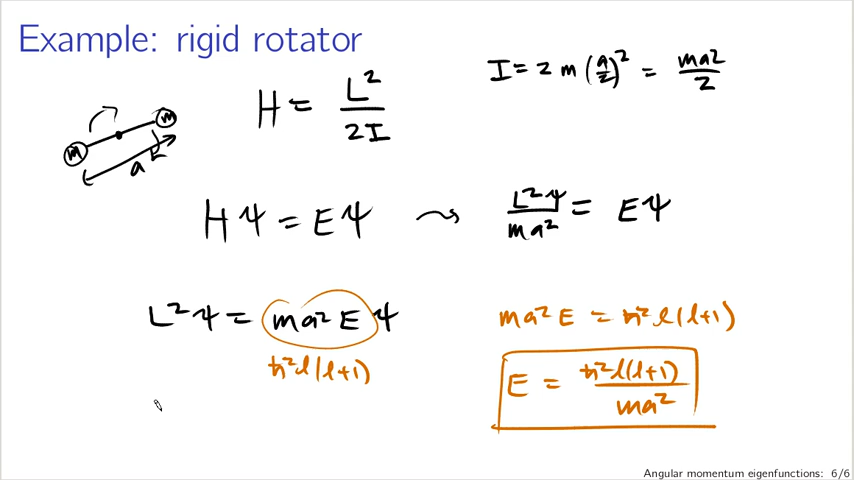 Example: rigid rotator
I = 2 m (a/2)² = ma²/2
H = L²/2I
m
m
a
HΨ = EΨ ⇝ L²Ψ/ma² = EΨ
L²Ψ = ma²E Ψ
ħ²l(l+1)
ma²E = ħ²l(l+1)
E = ħ²l(l+1)/ma²
Angular momentum eigenfunctions: 6/6